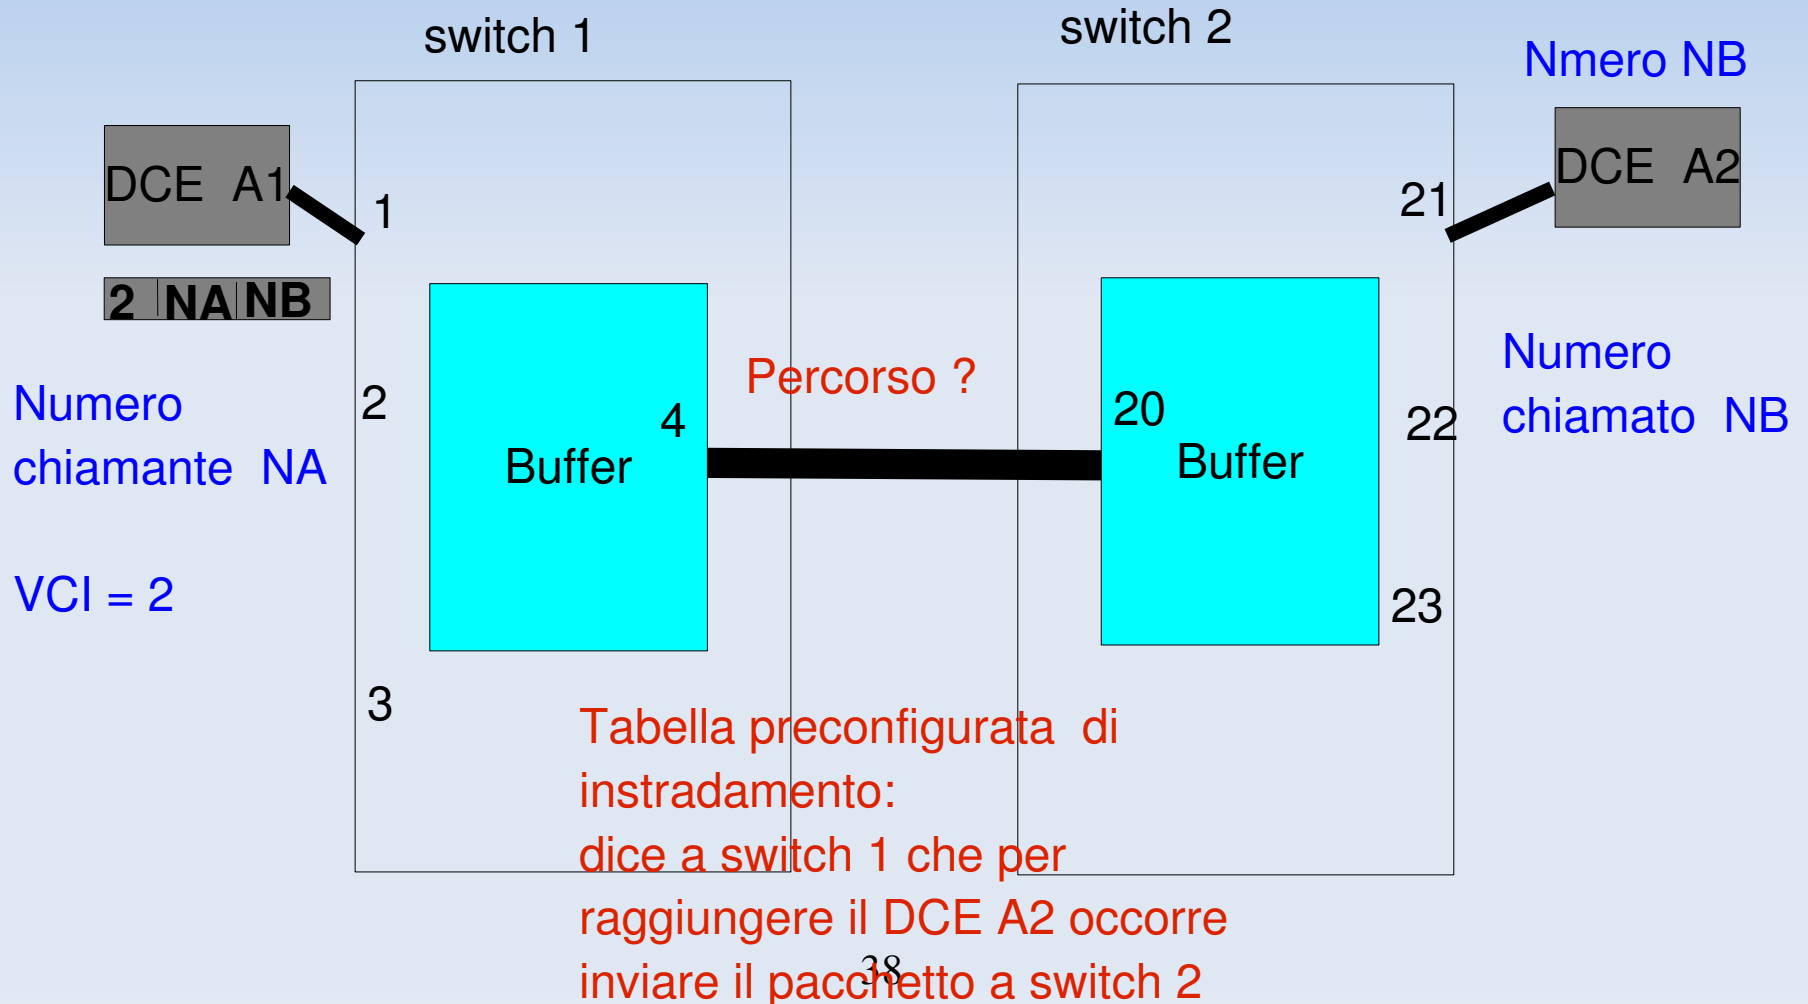 switch 1
switch 2
Nmero NB
DCE A1
DCE A2
1
21
2 NA NB
Numero
chiamante NA
2
4
Percorso ?
20
22
Numero
chiamato NB
Buffer
Buffer
VCI = 2
23
3
Tabella preconfigurata di
instradamento:
dice a switch 1 che per
raggiungere il DCE A2 occorre
inviare il pacchetto a switch 2
38